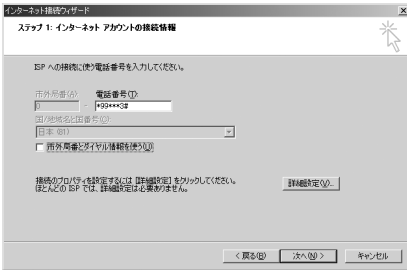 インターネット接続ウィザード
ステップ 1: インターネット アカウントの接続情報
ISP への接続に使う電話番号を入力してください。
市外局番(A): 電話番号(T):
0 - *99***3#
国/地域名と国番号(C):
日本 (81)
市外局番とダイヤル情報を使う(U)
接続のプロパティを設定するには [詳細設定] をクリックしてください。
ほとんどの ISP では、詳細設定は必要ありません。
詳細設定(V)...
< 戻る(B) 次へ(N) > キャンセル